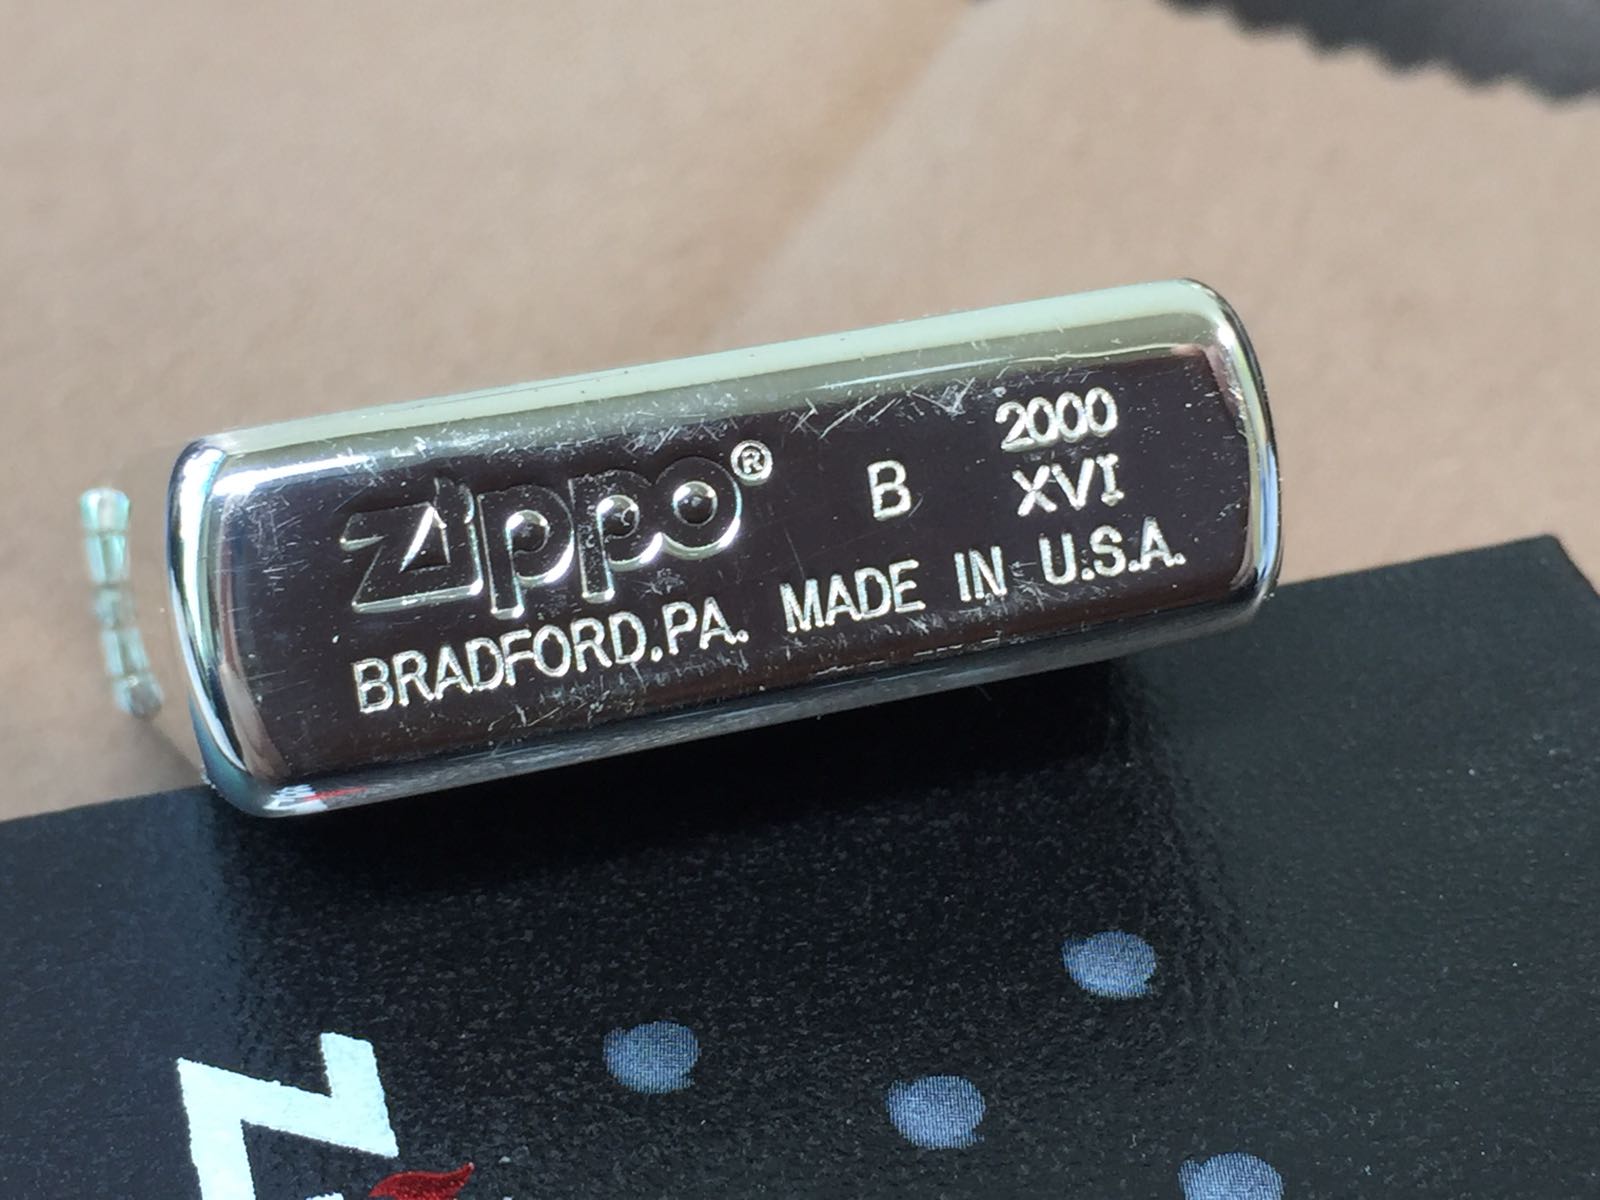 Zippo® B 2000
XVI
BRADFORD.PA. MADE IN U.S.A.